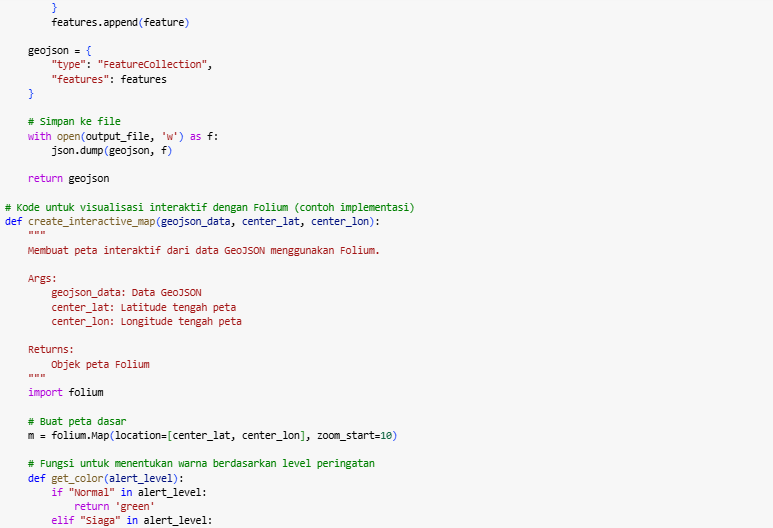 }
        features.append(feature)

    geojson = {
        "type": "FeatureCollection",
        "features": features
    }

    # Simpan ke file
    with open(output_file, 'w') as f:
        json.dump(geojson, f)

    return geojson

# Kode untuk visualisasi interaktif dengan Folium (contoh implementasi)
def create_interactive_map(geojson_data, center_lat, center_lon):
    """
    Membuat peta interaktif dari data GeoJSON menggunakan Folium.

    Args:
        geojson_data: Data GeoJSON
        center_lat: Latitude tengah peta
        center_lon: Longitude tengah peta

    Returns:
        Objek peta Folium
    """
    import folium

    # Buat peta dasar
    m = folium.Map(location=[center_lat, center_lon], zoom_start=10)

    # Fungsi untuk menentukan warna berdasarkan level peringatan
    def get_color(alert_level):
        if "Normal" in alert_level:
            return 'green'
        elif "Siaga" in alert_level: